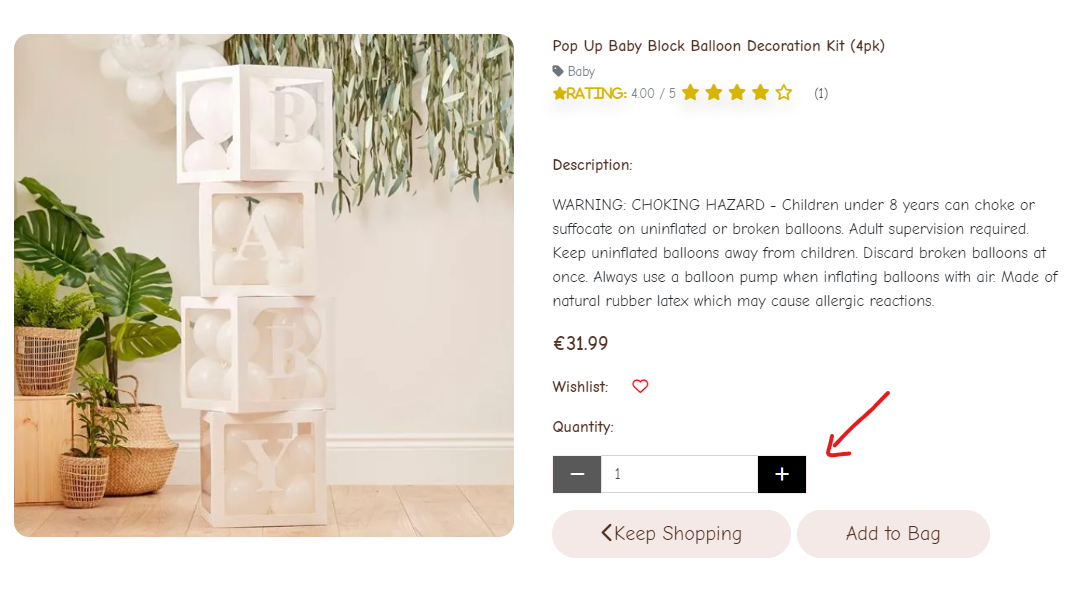 B
A
B
Y
Pop Up Baby Block Balloon Decoration Kit (4pk)
Baby
RATING: 4.00 / 5 (1)
Description:
WARNING: CHOKING HAZARD - Children under 8 years can choke or
suffocate on uninflated or broken balloons. Adult supervision required.
Keep uninflated balloons away from children. Discard broken balloons at
once. Always use a balloon pump when inflating balloons with air. Made of
natural rubber latex which may cause allergic reactions.
€31.99
Wishlist:
Quantity:
− 1 +
Keep Shopping Add to Bag